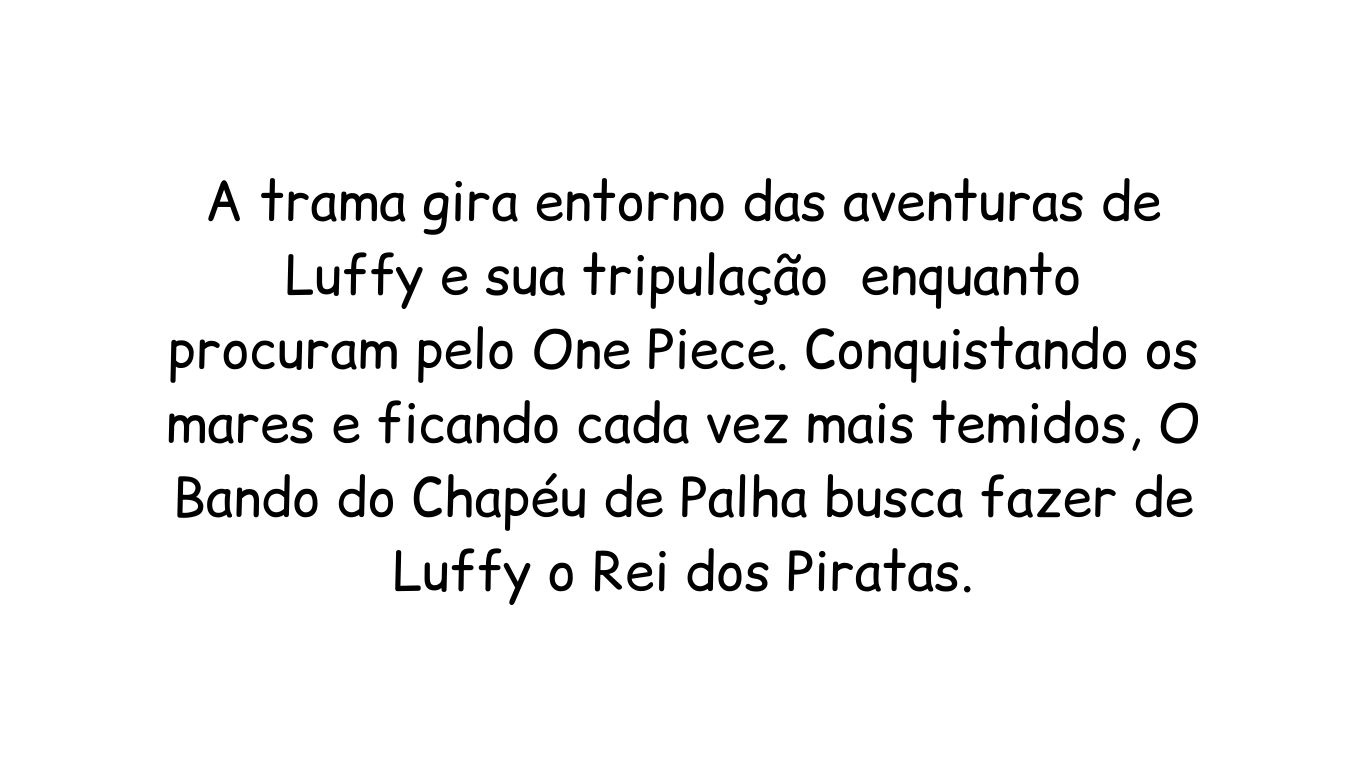 A trama gira entorno das aventuras de
Luffy e sua tripulação  enquanto
procuram pelo One Piece. Conquistando os
mares e ficando cada vez mais temidos, O
Bando do Chapéu de Palha busca fazer de
Luffy o Rei dos Piratas.